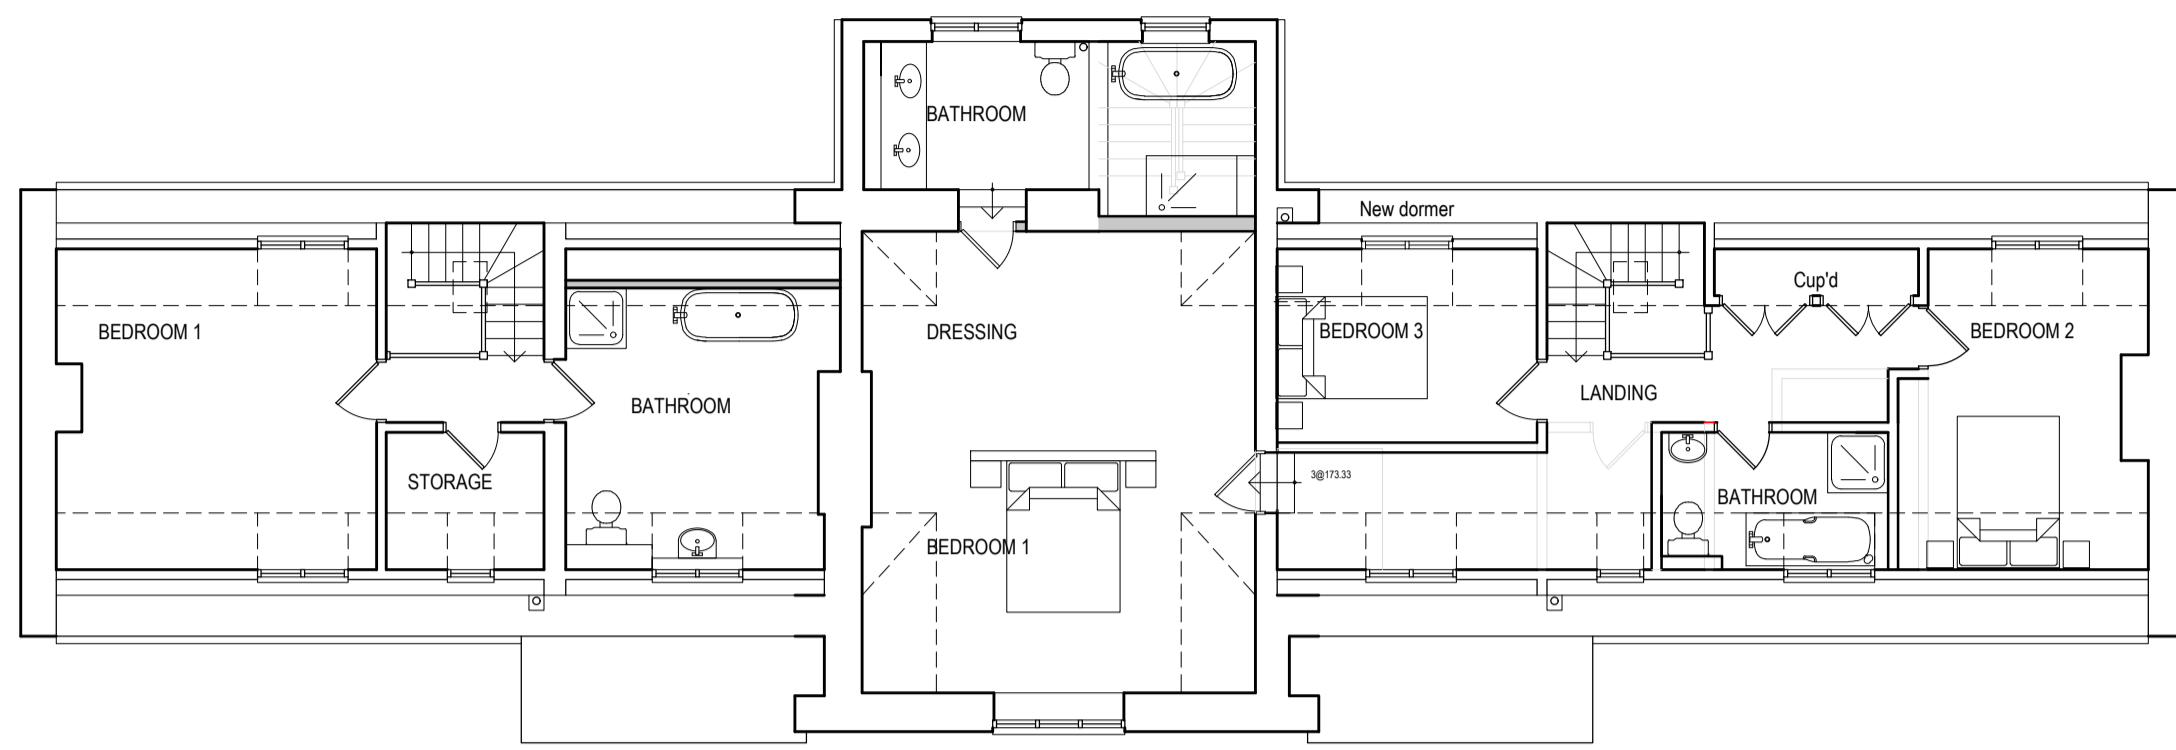 BATHROOM
New dormer
Cup'd
BEDROOM 1
DRESSING
BEDROOM 3
BEDROOM 2
BATHROOM
LANDING
STORAGE
3@173.33
BATHROOM
BEDROOM 1